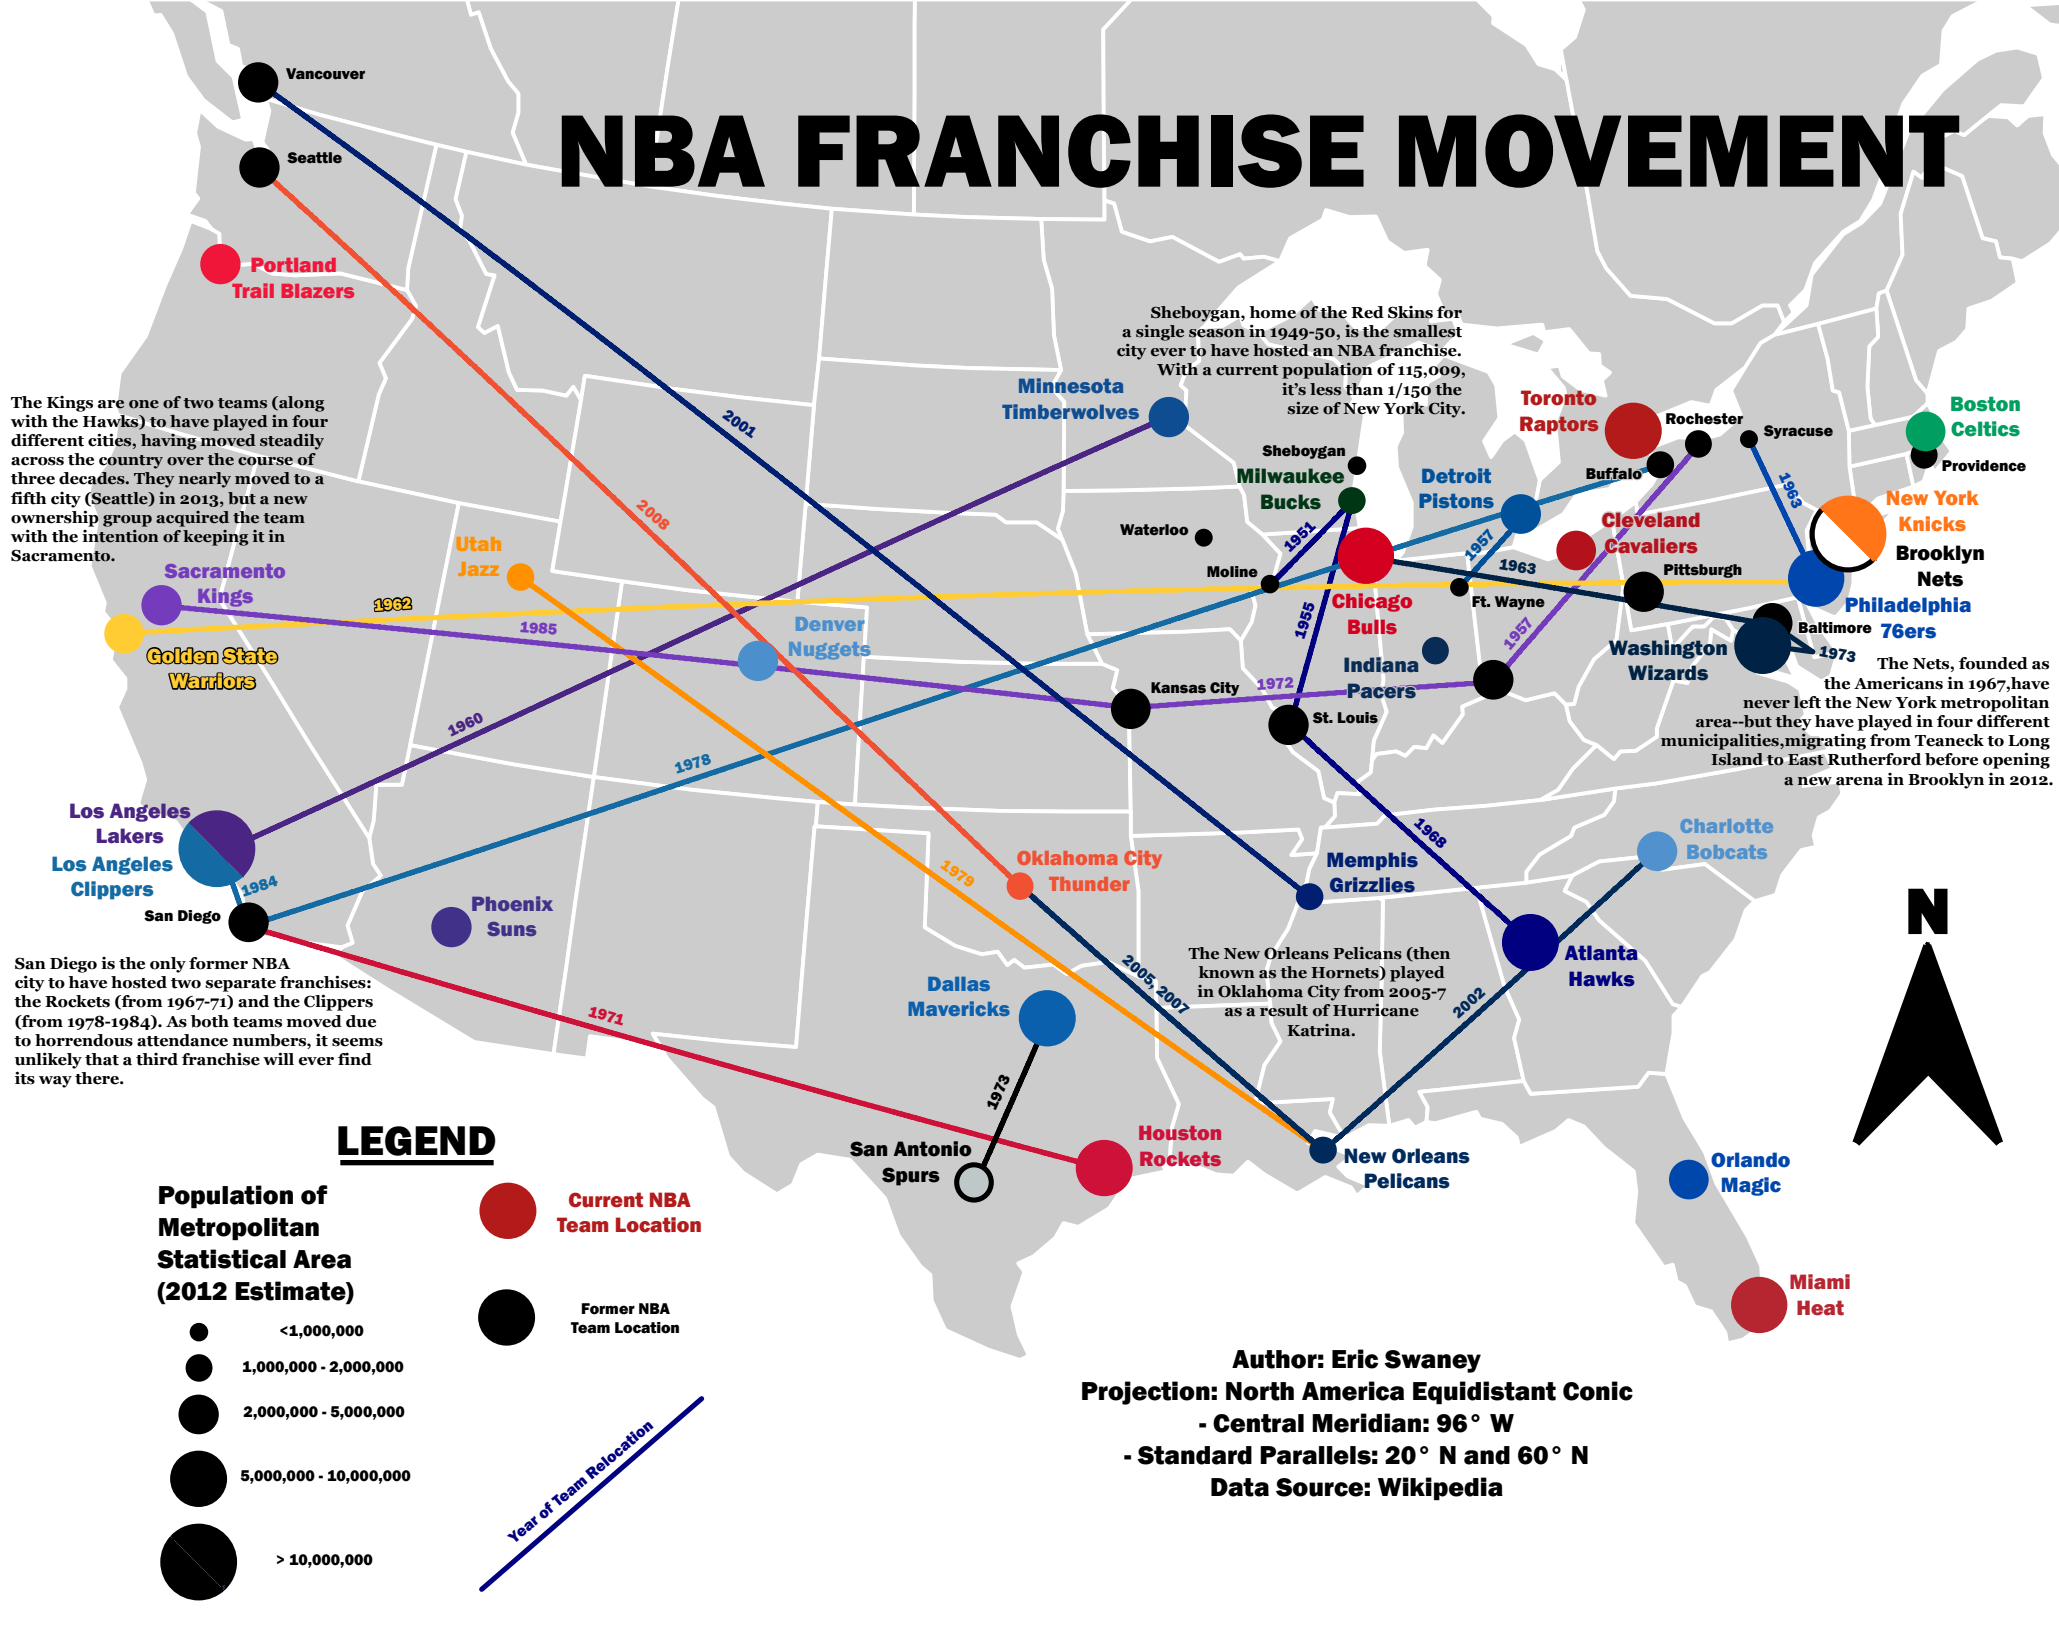 NBA FRANCHISE MOVEMENT
Vancouver
Seattle
Portland
Trail Blazers
Sheboygan, home of the Red Skins for
a single season in 1949-50, is the smallest
city ever to have hosted an NBA franchise.
With a current population of 115,009,
it's less than 1/150 the
size of New York City.
The Kings are one of two teams (along
with the Hawks) to have played in four
different cities, having moved steadily
across the country over the course of
three decades. They nearly moved to a
fifth city (Seattle) in 2013, but a new
ownership group acquired the team
with the intention of keeping it in
Sacramento.
2001
2008
Minnesota
Timberwolves
Toronto
Raptors
Rochester
Syracuse
Boston
Celtics
Providence
Sheboygan
Milwaukee
Bucks
Detroit
Pistons
Buffalo
1963
New York
Knicks
Brooklyn
Nets
Philadelphia
76ers
Cleveland
Cavaliers
Waterloo
1951
1957
1963
Pittsburgh
Moline
Ft. Wayne
Chicago
Bulls
1955
1957
Utah
Jazz
Sacramento
Kings
1962
1985
Golden State
Warriors
Denver
Nuggets
Indiana
Pacers
Washington
Wizards
Baltimore
1973
Kansas City
1972
St. Louis
The Nets, founded as
the Americans in 1967,have
never left the New York metropolitan
area--but they have played in four different
municipalities,migrating from Teaneck to Long
Island to East Rutherford before opening
a new arena in Brooklyn in 2012.
1960
1978
Los Angeles
Lakers
Los Angeles
Clippers
1984
San Diego
Phoenix
Suns
1979
Oklahoma City
Thunder
Memphis
Grizzlies
1968
Charlotte
Bobcats
Atlanta
Hawks
N
San Diego is the only former NBA
city to have hosted two separate franchises:
the Rockets (from 1967-71) and the Clippers
(from 1978-1984). As both teams moved due
to horrendous attendance numbers, it seems
unlikely that a third franchise will ever find
its way there.
1971
Dallas
Mavericks
2005, 2007
The New Orleans Pelicans (then
known as the Hornets) played
in Oklahoma City from 2005-7
as a result of Hurricane
Katrina.
2002
1973
San Antonio
Spurs
Houston
Rockets
New Orleans
Pelicans
Orlando
Magic
Miami
Heat
LEGEND
Population of
Metropolitan
Statistical Area
(2012 Estimate)
<1,000,000
1,000,000 - 2,000,000
2,000,000 - 5,000,000
5,000,000 - 10,000,000
> 10,000,000
Current NBA
Team Location
Former NBA
Team Location
Year of Team Relocation
Author: Eric Swaney
Projection: North America Equidistant Conic
- Central Meridian: 96° W
- Standard Parallels: 20° N and 60° N
Data Source: Wikipedia